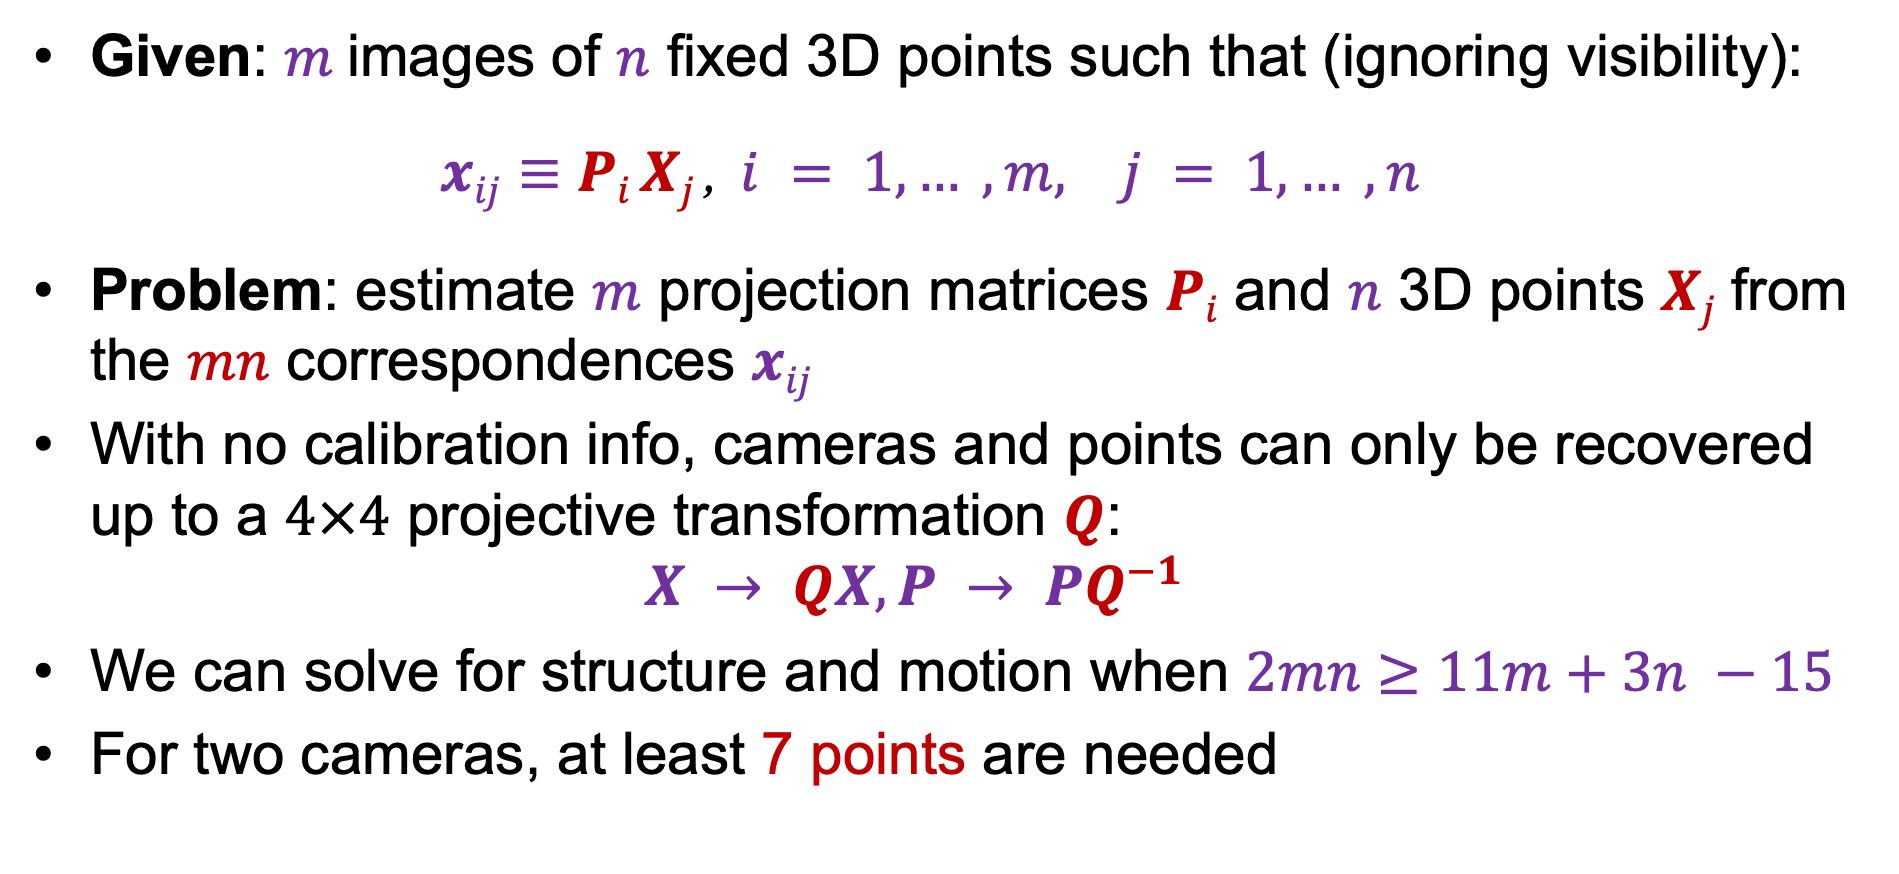 • Given: m images of n fixed 3D points such that (ignoring visibility):
x_ij ≡ P_i X_j, i = 1, … , m, j = 1, … , n
• Problem: estimate m projection matrices P_i and n 3D points X_j from
the mn correspondences x_ij
• With no calibration info, cameras and points can only be recovered
up to a 4×4 projective transformation Q:
X → QX, P → PQ⁻¹
• We can solve for structure and motion when 2mn ≥ 11m + 3n − 15
• For two cameras, at least 7 points are needed